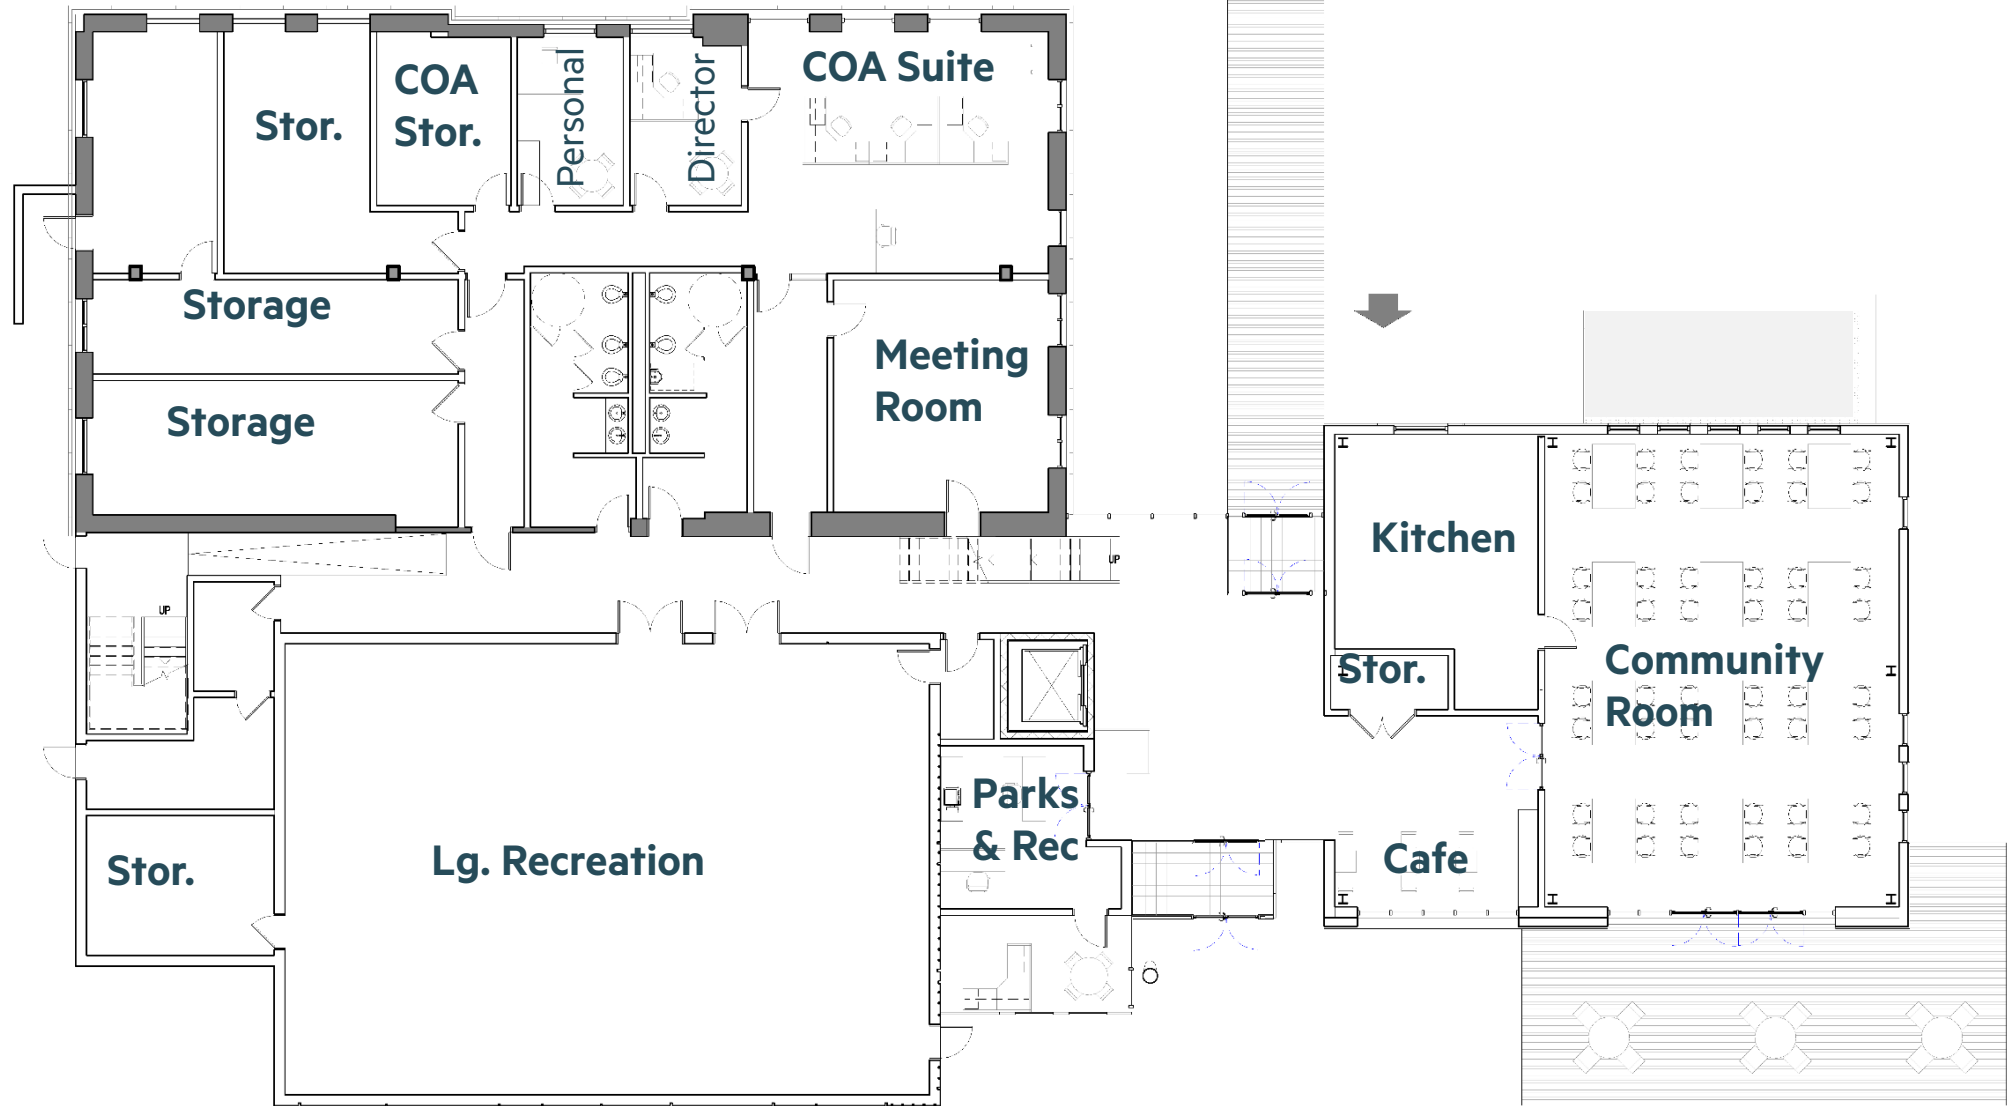 COA Suite
COA
Stor.
Personal
Director
Stor.
Storage
Meeting
Room
Storage
Kitchen
UP
UP
Stor.
Community
Room
Parks
& Rec
Lg. Recreation
Cafe
Stor.